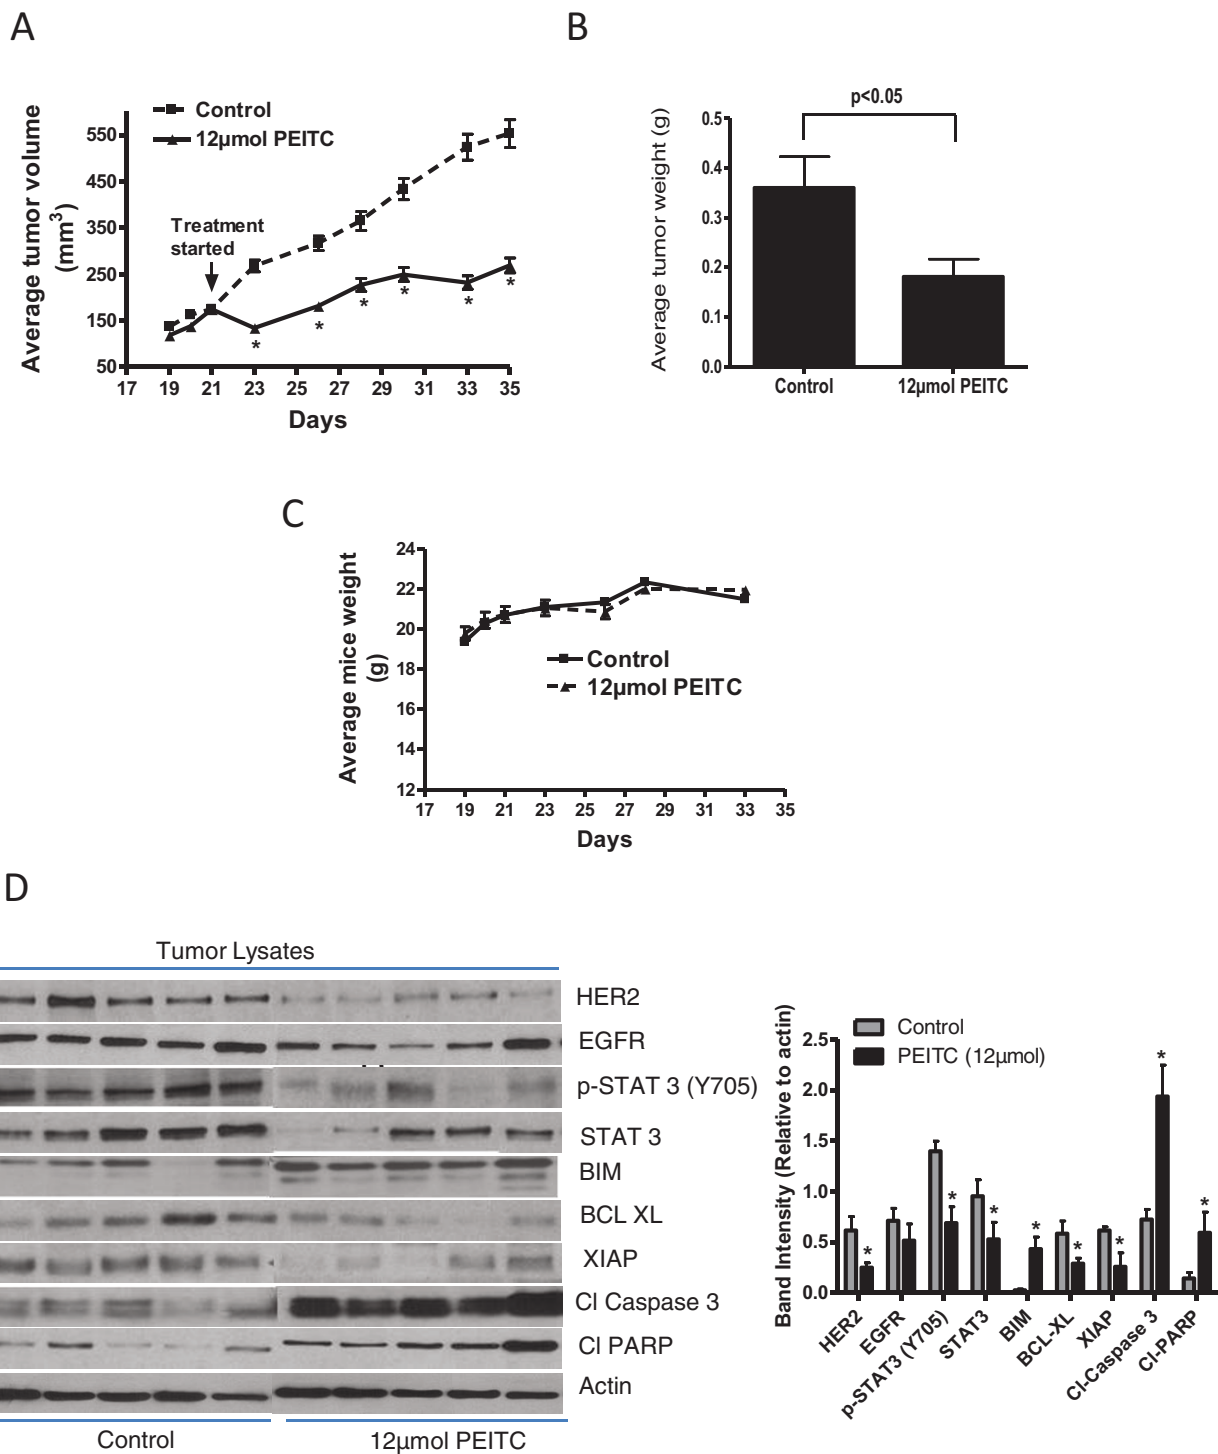 A
Average tumor volume
(mm3)
Control
12µmol PEITC
Treatment
started
550
450
350
250
150
50
* * * * * * *
17 19 21 23 25 27 29 31 33 35
Days
B
Average tumor weight (g)
p<0.05
0.5
0.4
0.3
0.2
0.1
0.0
Control 12µmol PEITC
C
Average mice weight
(g)
24
22
20
18
16
14
12
Control
12µmol PEITC
17 19 21 23 25 27 29 31 33 35
Days
D
Tumor Lysates
HER2
EGFR
p-STAT 3 (Y705)
STAT 3
BIM
BCL XL
XIAP
Cl Caspase 3
Cl PARP
Actin
Control 12µmol PEITC
Band Intensity (Relative to actin)
Control
PEITC (12µmol)
2.5
2.0
1.5
1.0
0.5
0.0
* * * * * * * *
HER2
EGFR
p-STAT3 (Y705)
STAT3
BIM
BCL-XL
XIAP
Cl-Caspase 3
Cl-PARP